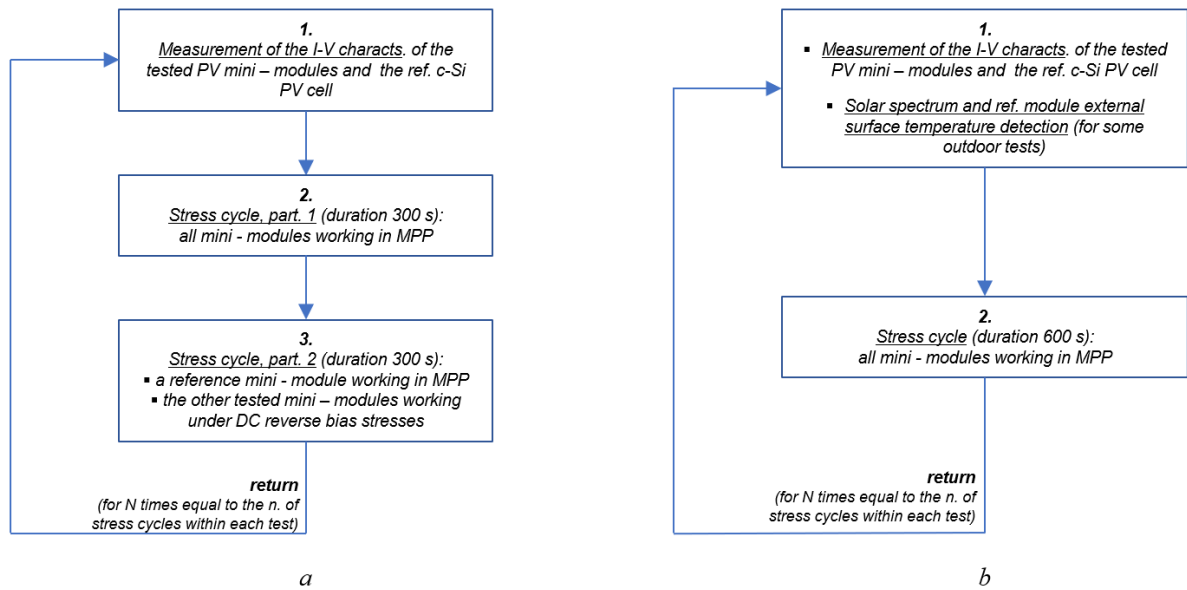 1.
Measurement of the I-V characts. of the
tested PV mini – modules and the ref. c-Si
PV cell
2.
Stress cycle, part. 1 (duration 300 s):
all mini - modules working in MPP
3.
Stress cycle, part. 2 (duration 300 s):
▪ a reference mini - module working in MPP
▪ the other tested mini – modules working
under DC reverse bias stresses
return
(for N times equal to the n. of
stress cycles within each test)
a
1.
▪ Measurement of the I-V characts. of the tested
PV mini – modules and the ref. c-Si PV cell
▪ Solar spectrum and ref. module external
surface temperature detection (for some
outdoor tests)
2.
Stress cycle (duration 600 s):
all mini - modules working in MPP
return
(for N times equal to the n. of
stress cycles within each test)
b